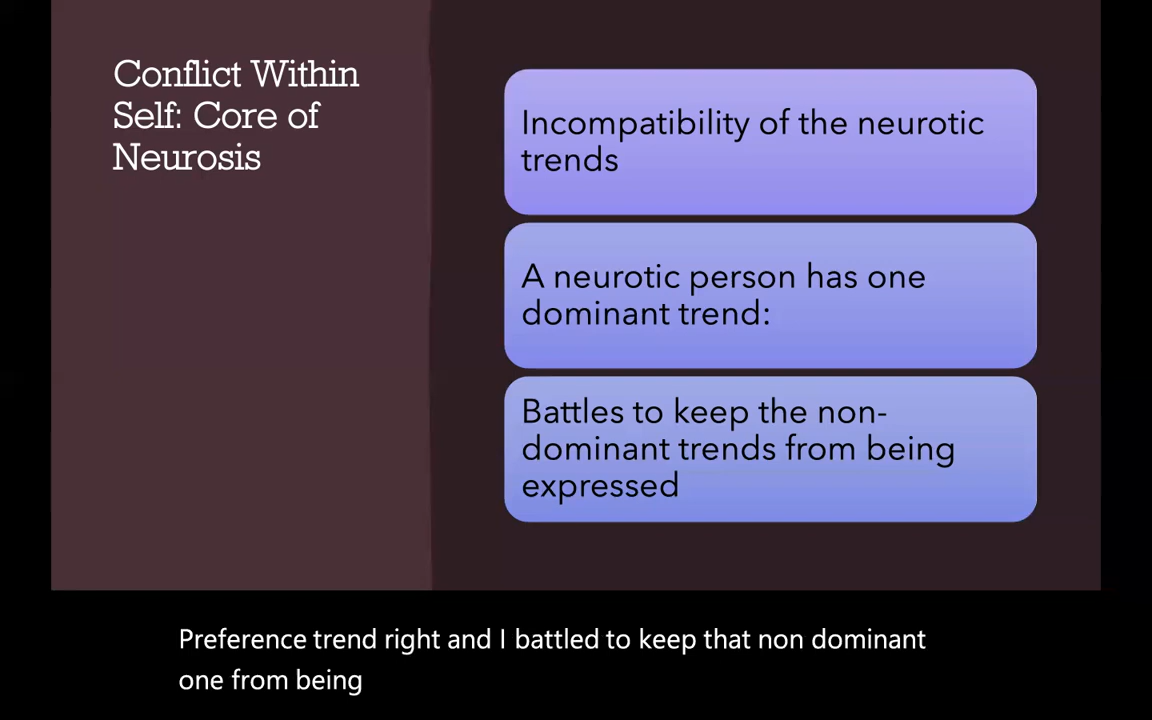 Conflict Within
Self: Core of
Neurosis
Incompatibility of the neurotic
trends
A neurotic person has one
dominant trend:
Battles to keep the non-
dominant trends from being
expressed
Preference trend right and I battled to keep that non dominant
one from being